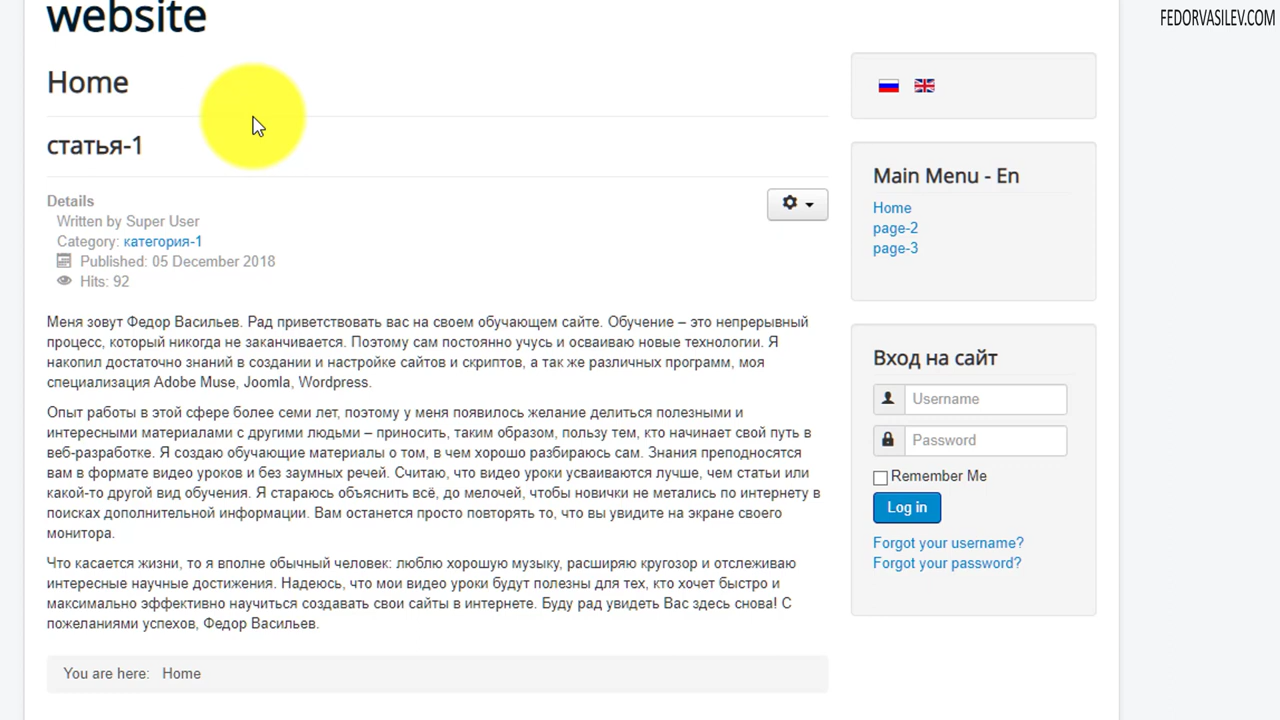 FEDORVASILEV.COM
website
Home
статья-1
Details
Written by Super User
Category: категория-1
Published: 05 December 2018
Hits: 92
Меня зовут Федор Васильев. Рад приветствовать вас на своем обучающем сайте. Обучение – это непрерывный
процесс, который никогда не заканчивается. Поэтому сам постоянно учусь и осваиваю новые технологии. Я
накопил достаточно знаний в создании и настройке сайтов и скриптов, а так же различных программ, моя
специализация Adobe Muse, Joomla, Wordpress.
Опыт работы в этой сфере более семи лет, поэтому у меня появилось желание делиться полезными и
интересными материалами с другими людьми – приносить, таким образом, пользу тем, кто начинает свой путь в
веб-разработке. Я создаю обучающие материалы о том, в чем хорошо разбираюсь сам. Знания преподносятся
вам в формате видео уроков и без заумных речей. Считаю, что видео уроки усваиваются лучше, чем статьи или
какой-то другой вид обучения. Я стараюсь объяснить всё, до мелочей, чтобы новички не метались по интернету в
поисках дополнительной информации. Вам останется просто повторять то, что вы увидите на экране своего
монитора.
Что касается жизни, то я вполне обычный человек: люблю хорошую музыку, расширяю кругозор и отслеживаю
интересные научные достижения. Надеюсь, что мои видео уроки будут полезны для тех, кто хочет быстро и
максимально эффективно научиться создавать свои сайты в интернете. Буду рад увидеть Вас здесь снова! С
пожеланиями успехов, Федор Васильев.
You are here: Home
Main Menu - En
Home
page-2
page-3
Вход на сайт
Username
Password
Remember Me
Log in
Forgot your username?
Forgot your password?